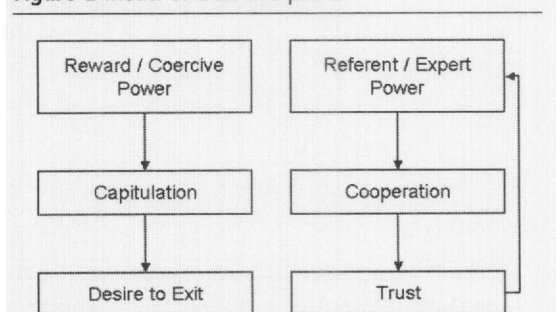 Reward / Coercive
Power
Referent / Expert
Power
Capitulation
Cooperation
Desire to Exit
Trust